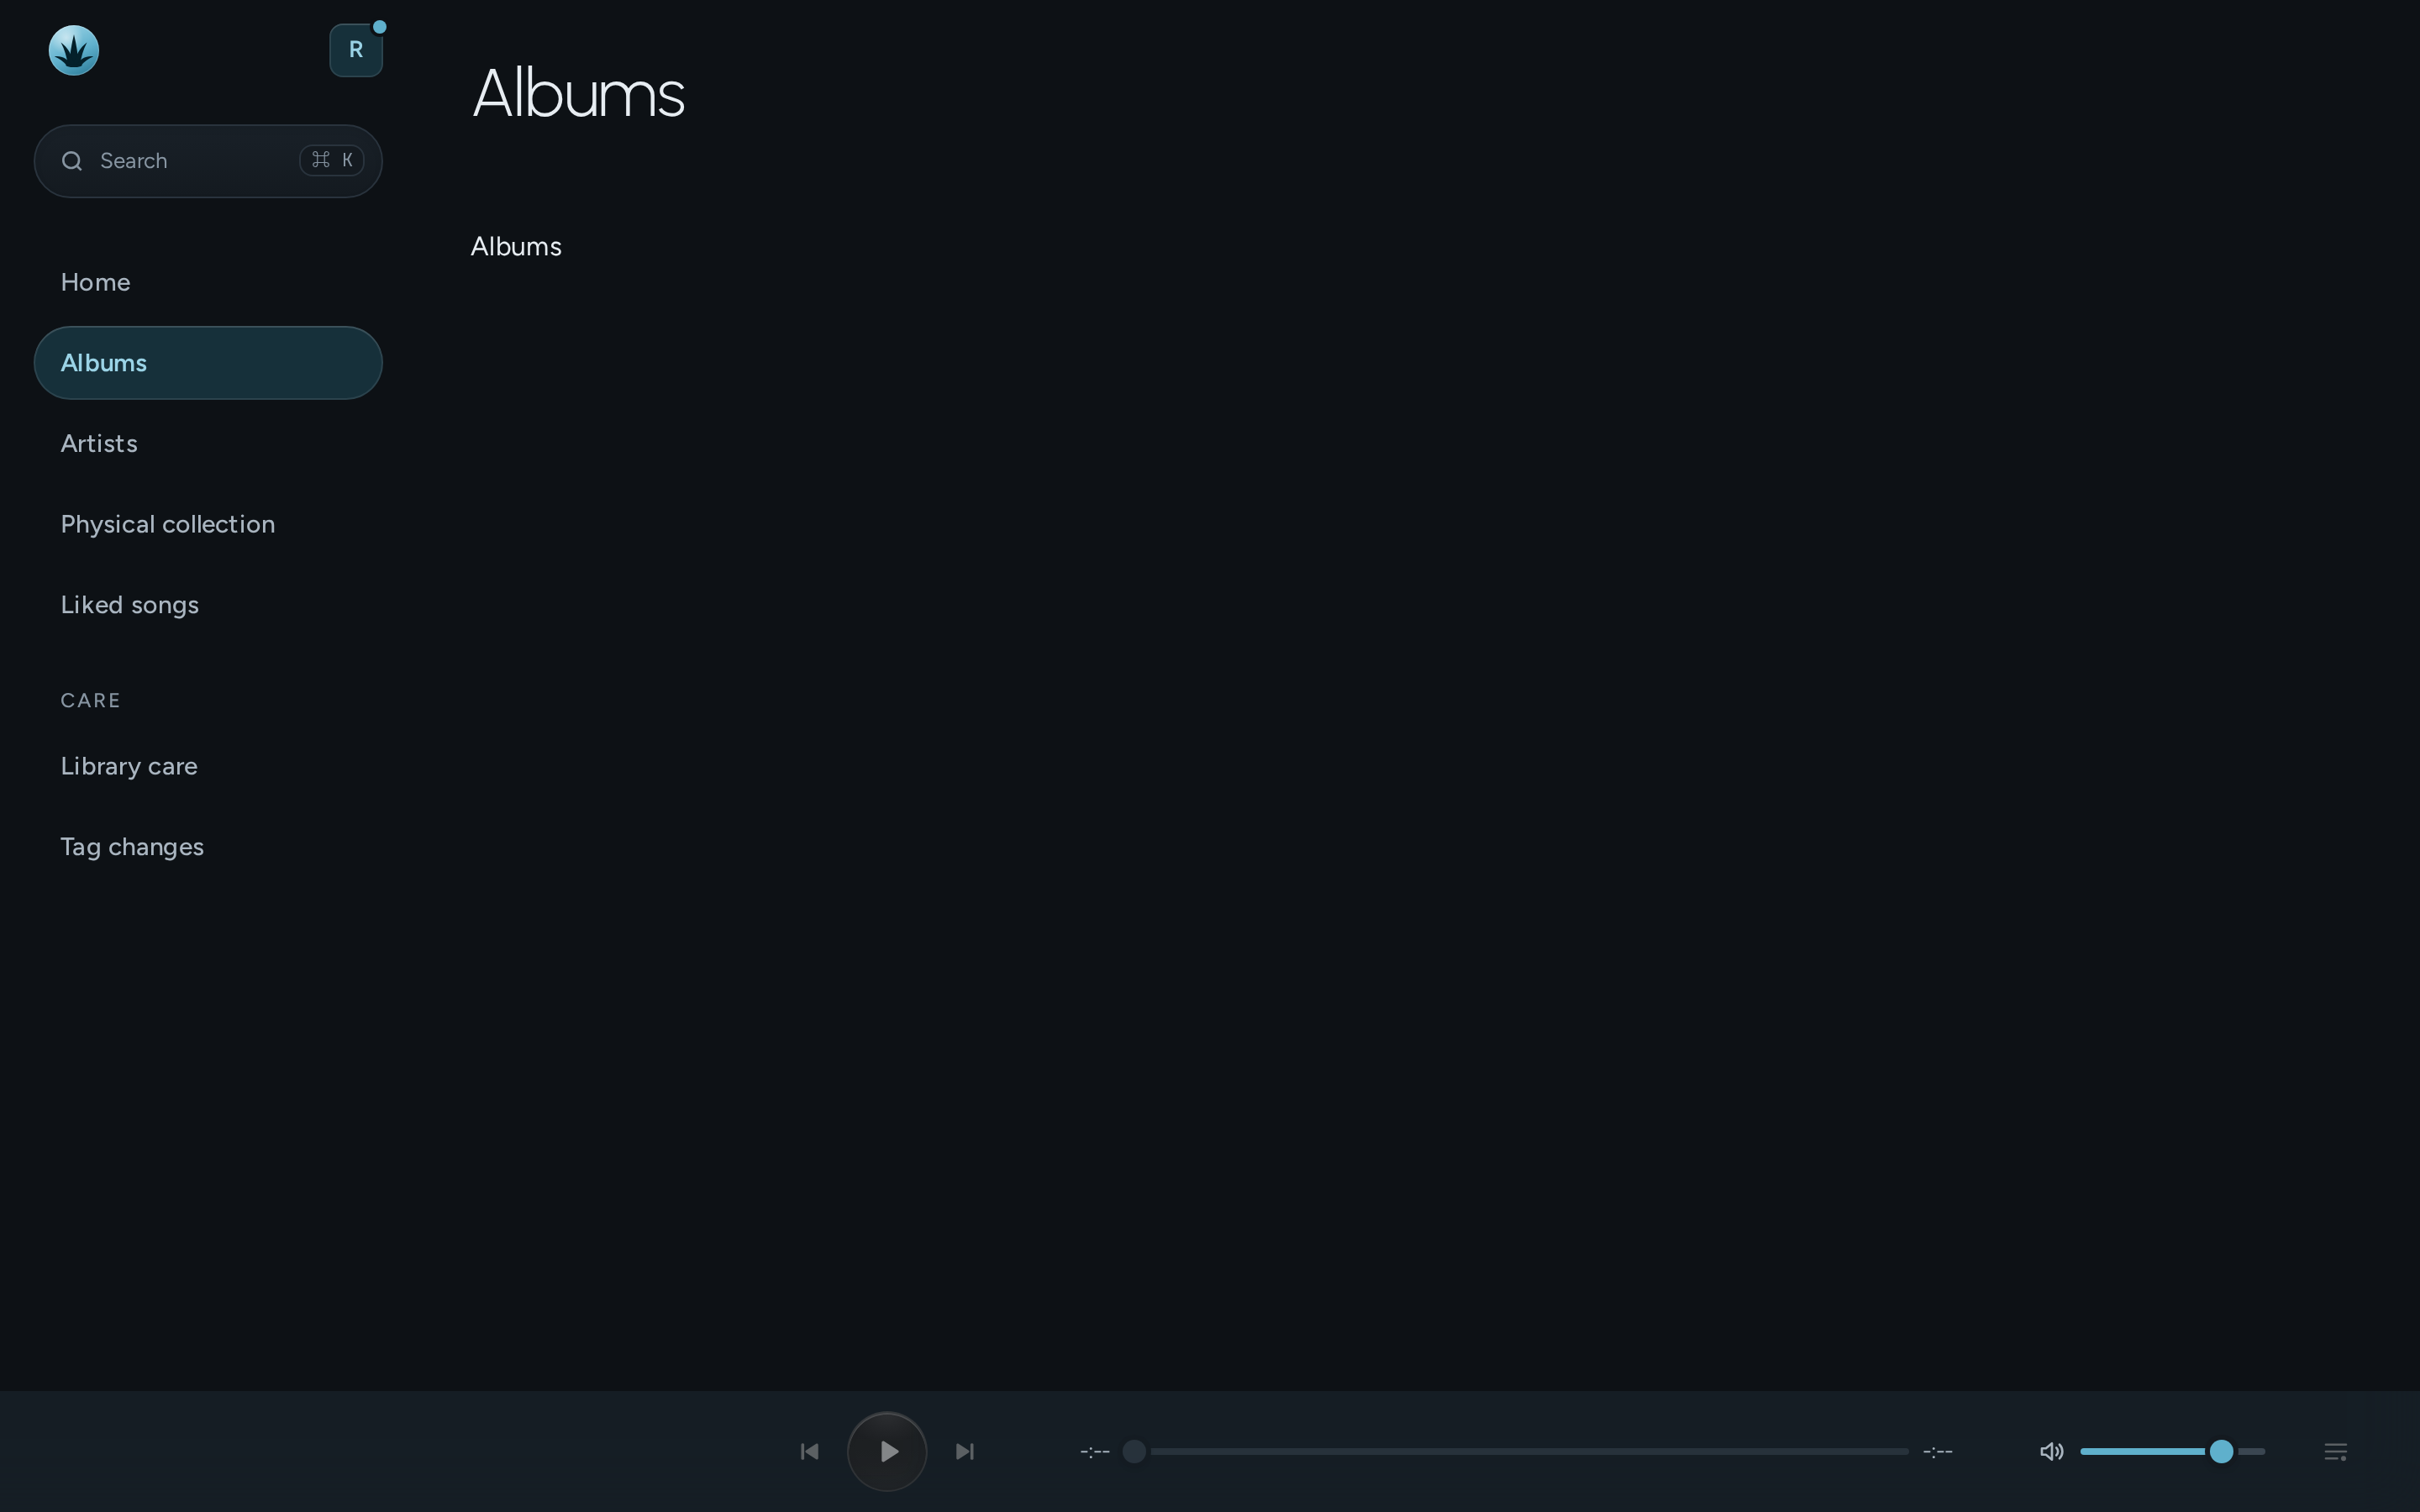 R
Albums
Search ⌘ K
Albums
Home
Albums
Artists
Physical collection
Liked songs
CARE
Library care
Tag changes
-:--
-:--